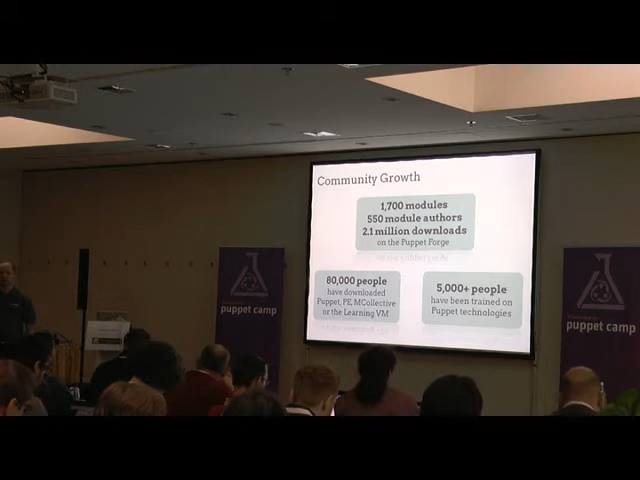 Community Growth
1,700 modules
550 module authors
2.1 million downloads
on the Puppet Forge
80,000 people
have downloaded
Puppet, PE, MCollective
or the Learning VM
5,000+ people
have been trained on
Puppet technologies
puppet camp
puppet camp